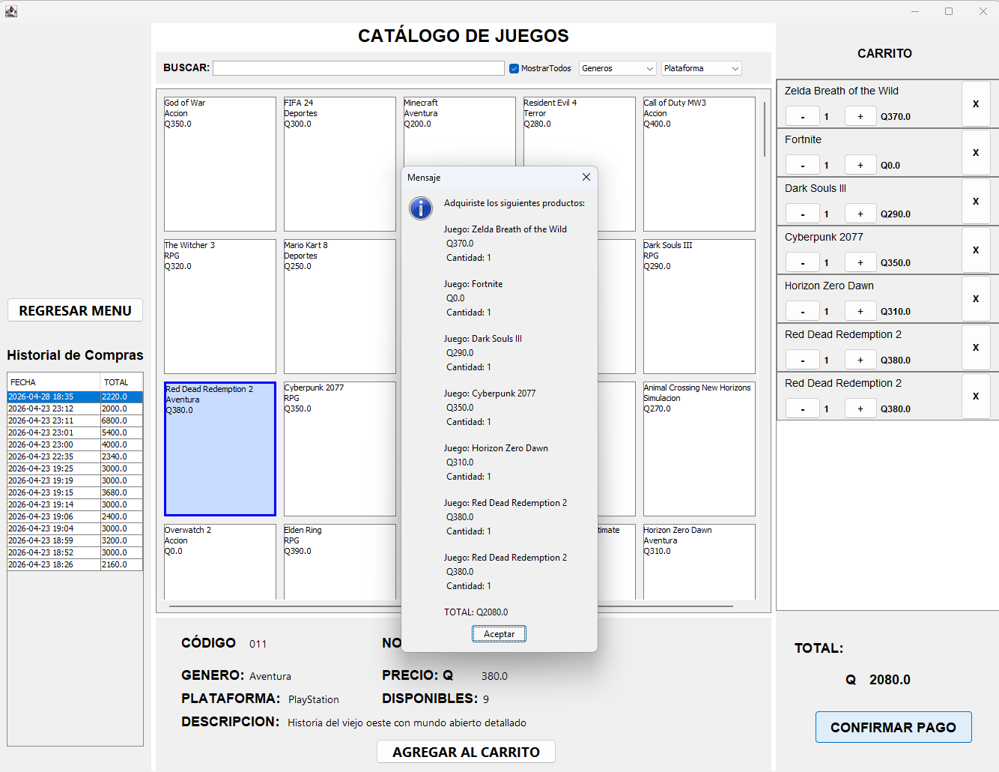 CATÁLOGO DE JUEGOS
BUSCAR:
MostrarTodos
Generos
Plataforma
God of War
Accion
Q350.0
FIFA 24
Deportes
Q300.0
Minecraft
Aventura
Q200.0
Resident Evil 4
Terror
Q280.0
Call of Duty MW3
Accion
Q400.0
The Witcher 3
RPG
Q320.0
Mario Kart 8
Deportes
Q250.0
Dark Souls III
RPG
Q290.0
Red Dead Redemption 2
Aventura
Q380.0
Cyberpunk 2077
RPG
Q350.0
Animal Crossing New Horizons
Simulacion
Q270.0
Overwatch 2
Accion
Q0.0
Elden Ring
RPG
Q390.0
timate
Horizon Zero Dawn
Aventura
Q310.0
REGRESAR MENU
Historial de Compras
FECHA TOTAL
2026-04-28 18:35 2220.0
2026-04-23 23:12 2000.0
2026-04-23 23:11 6800.0
2026-04-23 23:01 5400.0
2026-04-23 23:00 4000.0
2026-04-23 22:35 2340.0
2026-04-23 19:25 3000.0
2026-04-23 19:19 3000.0
2026-04-23 19:15 3680.0
2026-04-23 19:14 3000.0
2026-04-23 19:06 2400.0
2026-04-23 19:04 3000.0
2026-04-23 18:59 3200.0
2026-04-23 18:52 3000.0
2026-04-23 18:26 2160.0
Mensaje
Adquiriste los siguientes productos:
Juego: Zelda Breath of the Wild
Q370.0
Cantidad: 1
Juego: Fortnite
Q0.0
Cantidad: 1
Juego: Dark Souls III
Q290.0
Cantidad: 1
Juego: Cyberpunk 2077
Q350.0
Cantidad: 1
Juego: Horizon Zero Dawn
Q310.0
Cantidad: 1
Juego: Red Dead Redemption 2
Q380.0
Cantidad: 1
Juego: Red Dead Redemption 2
Q380.0
Cantidad: 1
TOTAL: Q2080.0
Aceptar
CÓDIGO 011
NO
GENERO: Aventura
PRECIO: Q 380.0
PLATAFORMA: PlayStation
DISPONIBLES: 9
DESCRIPCION: Historia del viejo oeste con mundo abierto detallado
AGREGAR AL CARRITO
CARRITO
Zelda Breath of the Wild
- 1 + Q370.0 X
Fortnite
- 1 + Q0.0 X
Dark Souls III
- 1 + Q290.0 X
Cyberpunk 2077
- 1 + Q350.0 X
Horizon Zero Dawn
- 1 + Q310.0 X
Red Dead Redemption 2
- 1 + Q380.0 X
Red Dead Redemption 2
- 1 + Q380.0 X
TOTAL:
Q 2080.0
CONFIRMAR PAGO